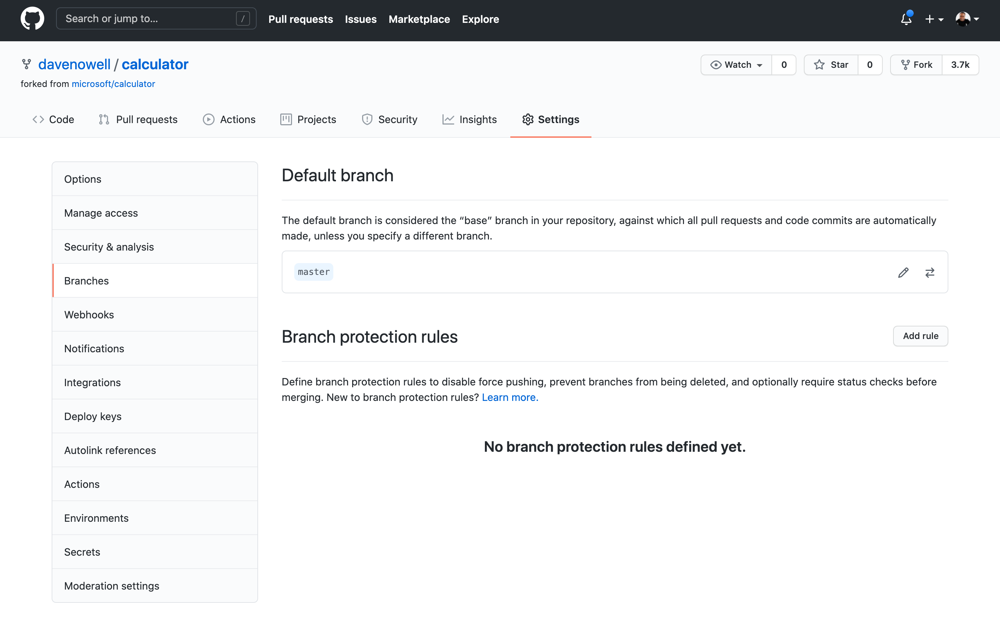 Search or jump to... /
Pull requests Issues Marketplace Explore
davenowell / calculator
Watch 0 Star 0 Fork 3.7k
forked from microsoft/calculator
Code Pull requests Actions Projects Security Insights Settings
Options
Manage access
Security & analysis
Branches
Webhooks
Notifications
Integrations
Deploy keys
Autolink references
Actions
Environments
Secrets
Moderation settings
Default branch
The default branch is considered the “base” branch in your repository, against which all pull requests and code commits are automatically
made, unless you specify a different branch.
master
Branch protection rules
Add rule
Define branch protection rules to disable force pushing, prevent branches from being deleted, and optionally require status checks before
merging. New to branch protection rules? Learn more.
No branch protection rules defined yet.